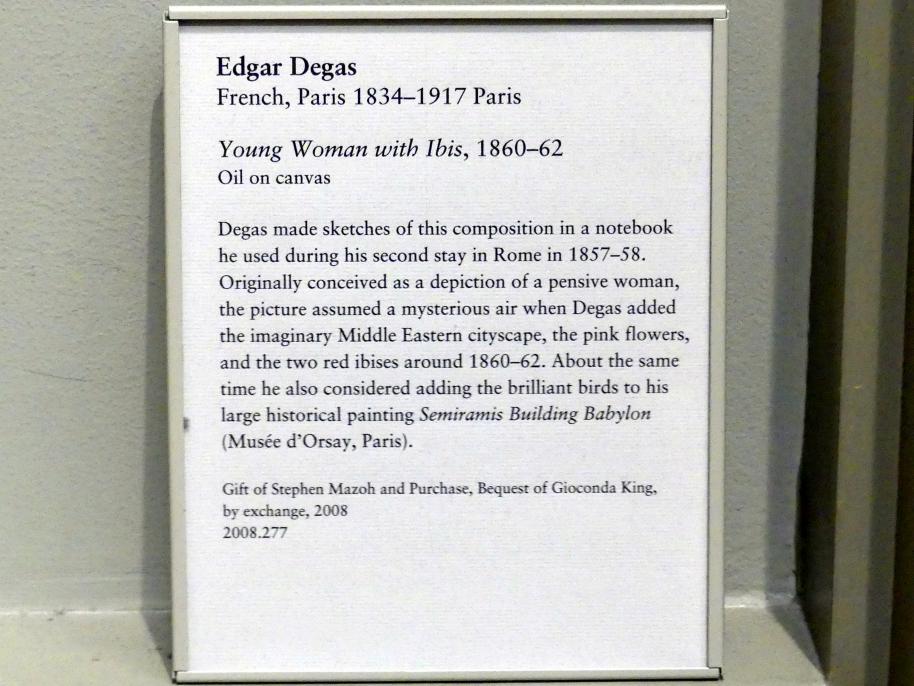 Edgar Degas
French, Paris 1834–1917 Paris
Young Woman with Ibis, 1860–62
Oil on canvas
Degas made sketches of this composition in a notebook
he used during his second stay in Rome in 1857–58.
Originally conceived as a depiction of a pensive woman,
the picture assumed a mysterious air when Degas added
the imaginary Middle Eastern cityscape, the pink flowers,
and the two red ibises around 1860–62. About the same
time he also considered adding the brilliant birds to his
large historical painting Semiramis Building Babylon
(Musée d'Orsay, Paris).
Gift of Stephen Mazoh and Purchase, Bequest of Gioconda King,
by exchange, 2008
2008.277